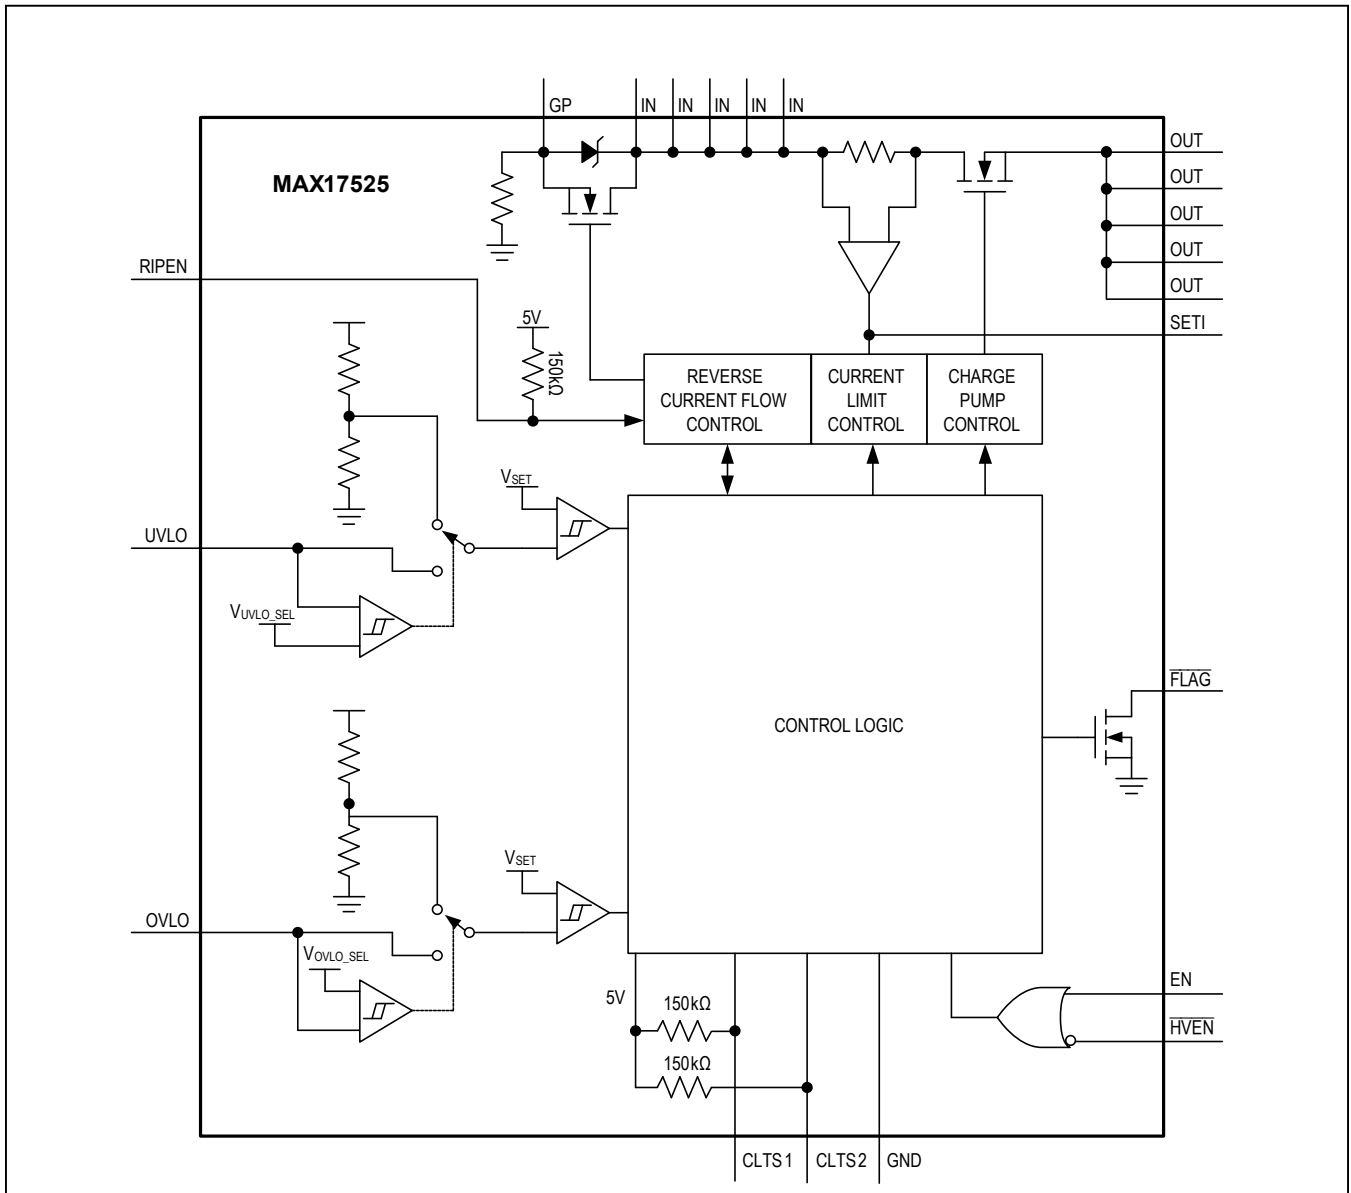 GP IN IN IN IN IN
MAX17525
OUT
OUT
OUT
OUT
OUT
SETI
RIPEN
5V
150kΩ
REVERSE
CURRENT FLOW
CONTROL
CURRENT
LIMIT
CONTROL
CHARGE
PUMP
CONTROL
VSET
UVLO
VUVLO_SEL
FLAG
CONTROL LOGIC
VSET
OVLO
VOVLO_SEL
5V
150kΩ
150kΩ
EN
HVEN
CLTS1 CLTS2 GND